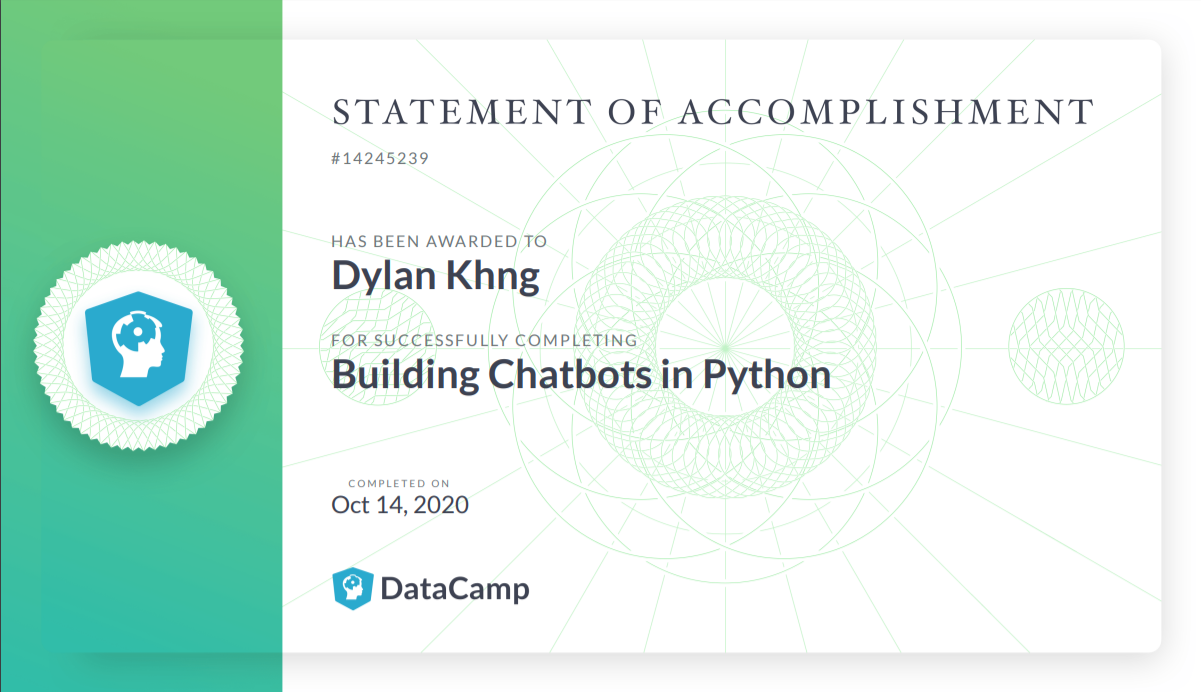 STATEMENT OF ACCOMPLISHMENT
#14245239
HAS BEEN AWARDED TO
Dylan Khng
FOR SUCCESSFULLY COMPLETING
Building Chatbots in Python
COMPLETED ON
Oct 14, 2020
DataCamp